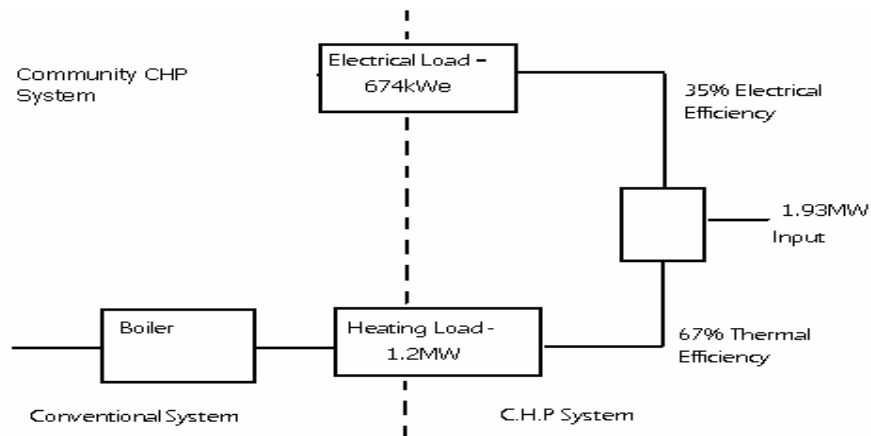 Community CHP
System
Electrical Load –
674kWe
35% Electrical
Efficiency
1.93MW
Input
Boiler
Heating Load -
1.2MW
67% Thermal
Efficiency
Conventional System
C.H.P System